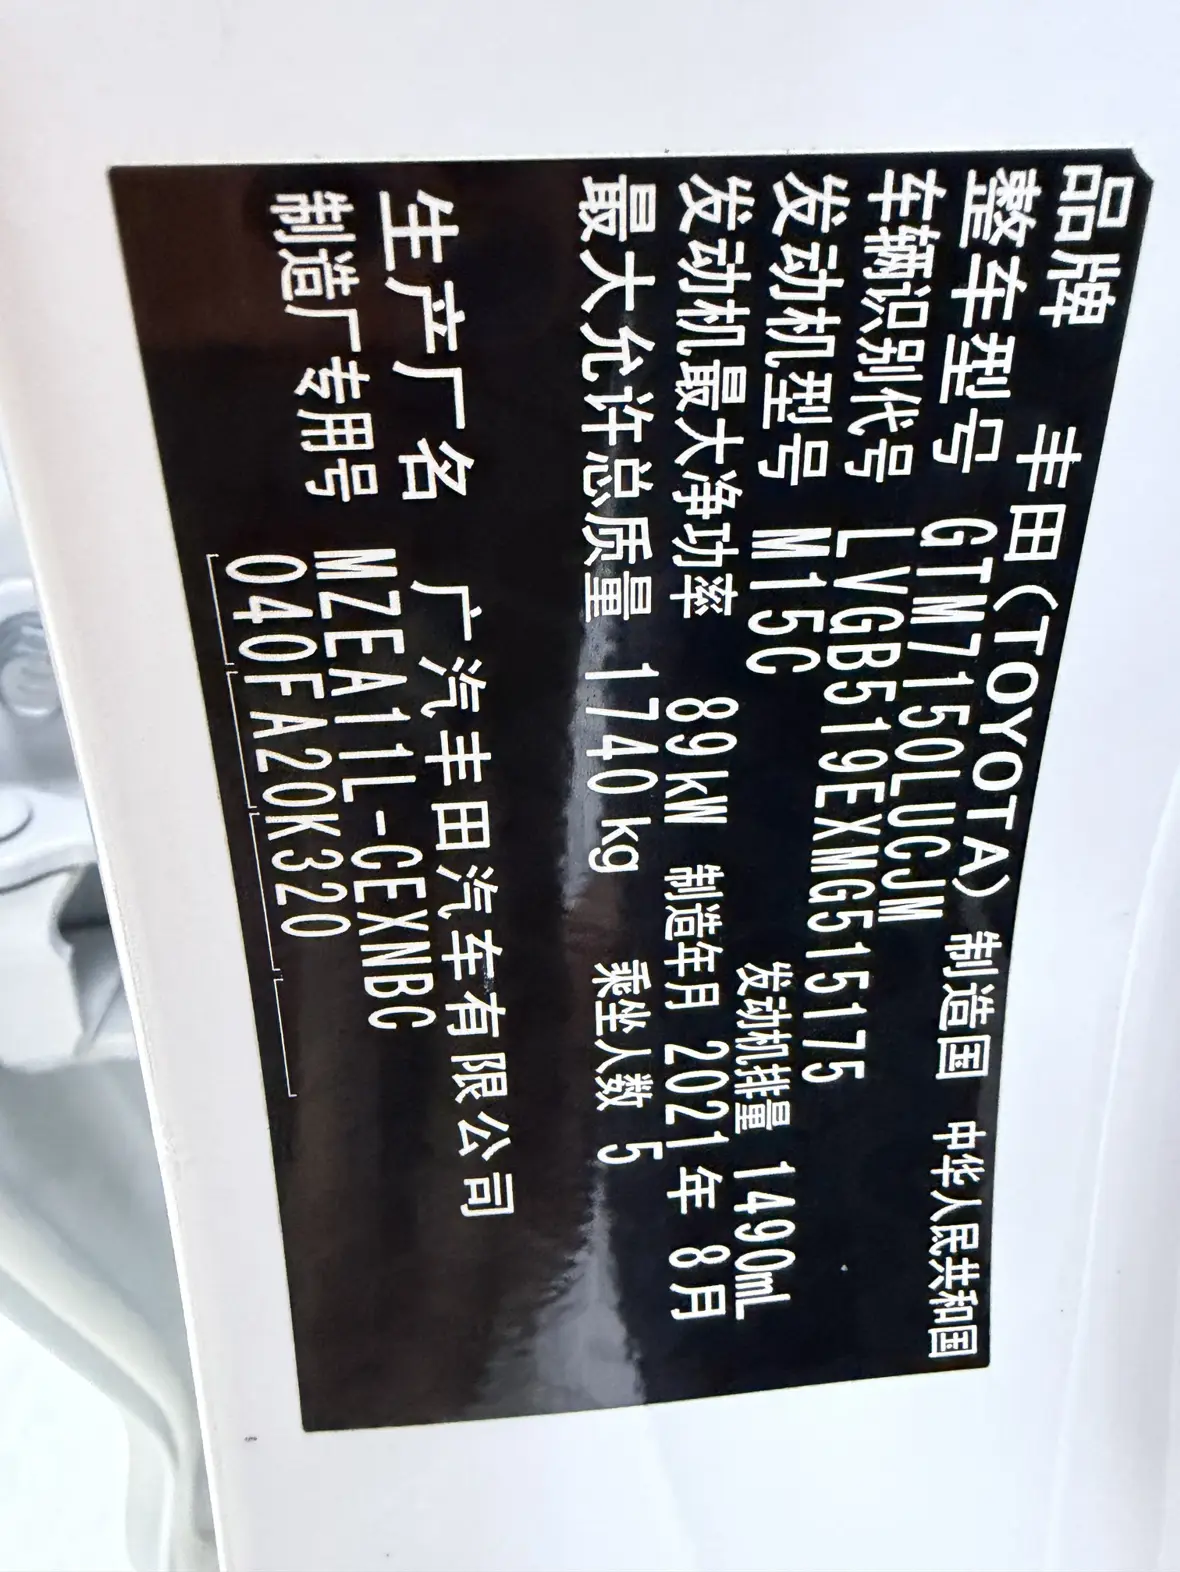 品牌 丰田(TOYOTA) 制造国 中华人民共和国
整车型号 GTM7150LUCJM
车辆识别代号 LVGB519EXMG515175
发动机型号 M15C 发动机排量 1490mL
发动机最大净功率 89kW 制造年月 2021年 8月
最大允许总质量 1740kg 乘坐人数 5
生产厂名 广汽丰田汽车有限公司
制造厂专用号 MZEA11L-CEXNBC
040FA20K320